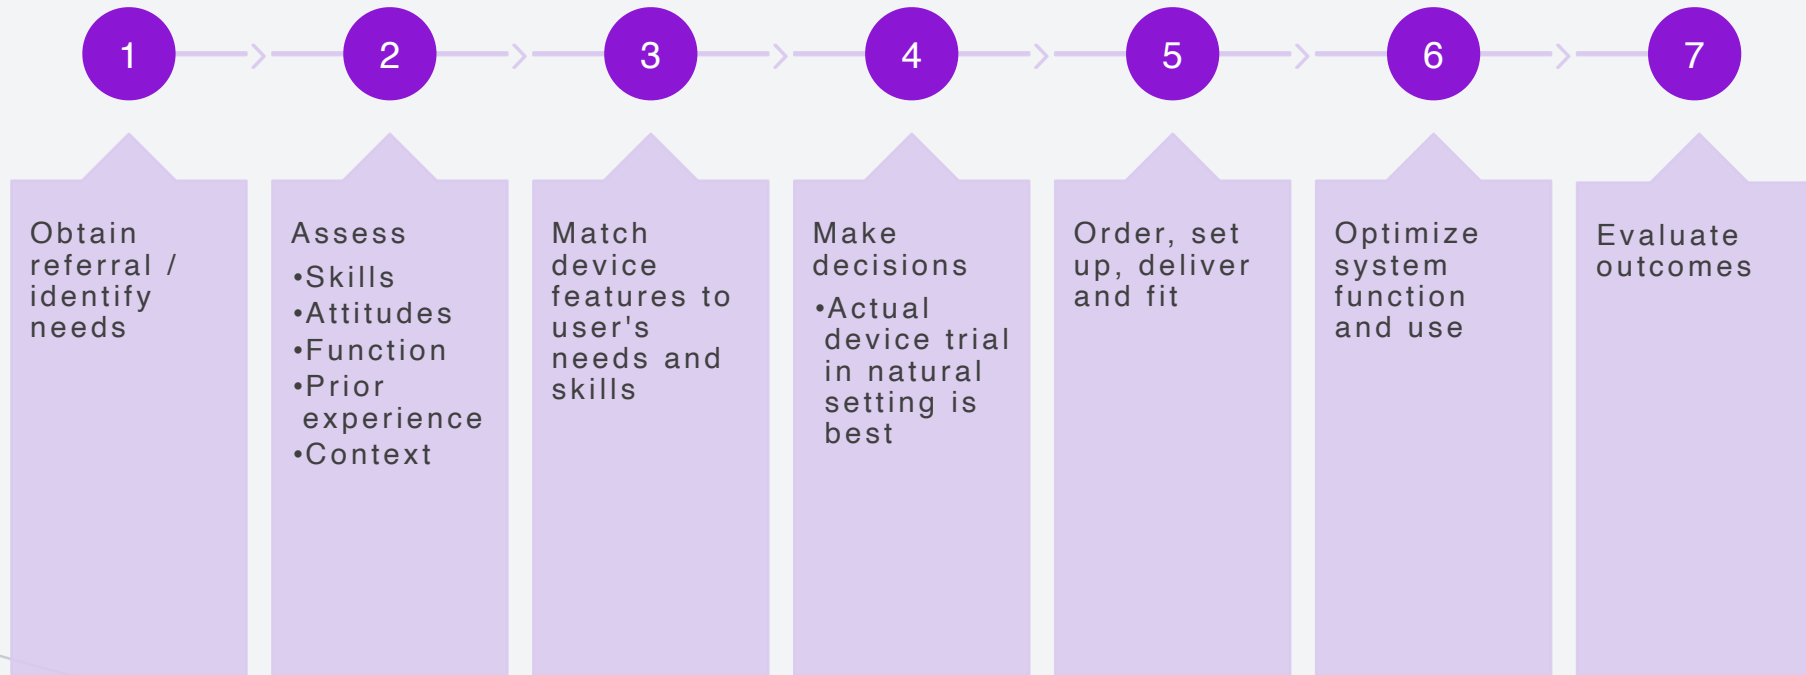 1
2
3
4
5
6
7
Obtain
referral /
identify
needs
Assess
•Skills
•Attitudes
•Function
•Prior
experience
•Context
Match
device
features to
user's
needs and
skills
Make
decisions
•Actual
device trial
in natural
setting is
best
Order, set
up, deliver
and fit
Optimize
system
function
and use
Evaluate
outcomes